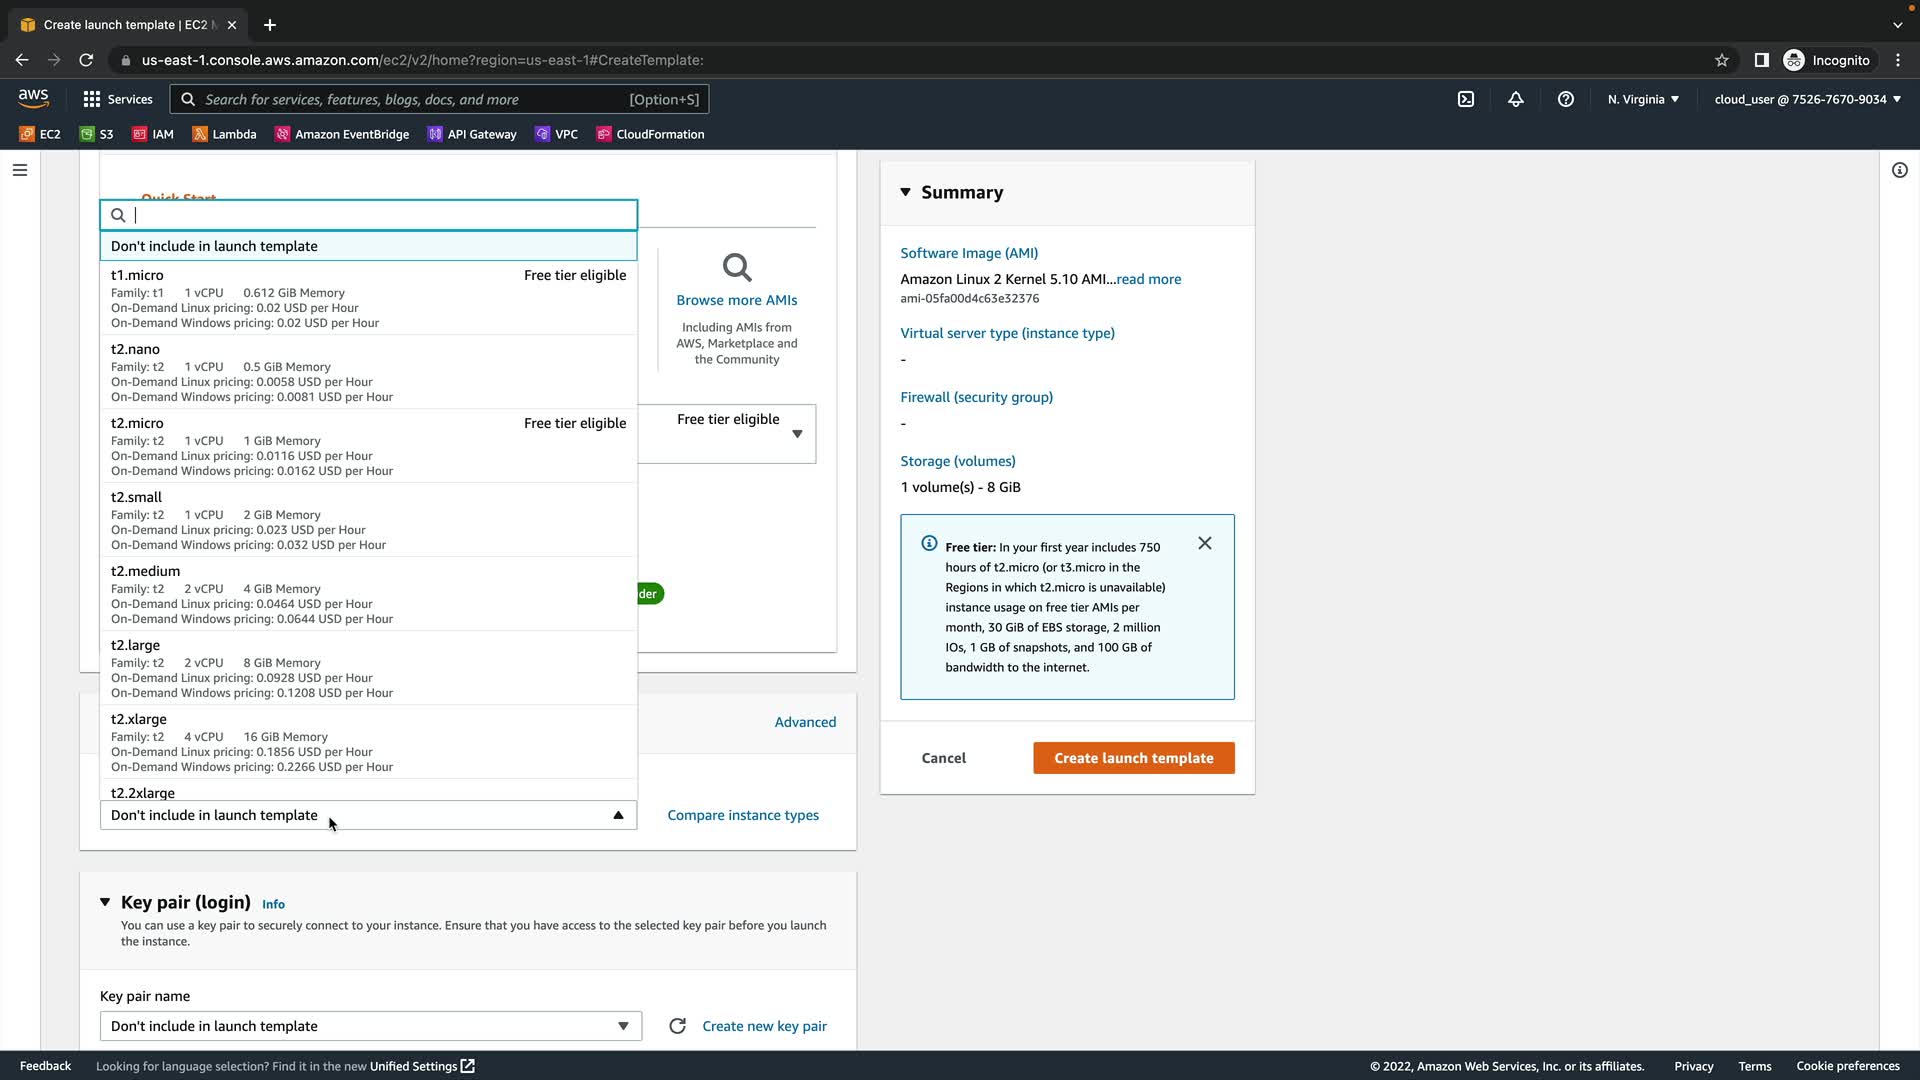 Create launch template | EC2 M
us-east-1.console.aws.amazon.com/ec2/v2/home?region=us-east-1#CreateTemplate:
Incognito
aws
Services
Search for services, features, blogs, docs, and more
[Option+S]
N. Virginia
cloud_user @ 7526-7670-9034
EC2
S3
IAM
Lambda
Amazon EventBridge
API Gateway
VPC
CloudFormation
Quick Start
Don't include in launch template
t1.micro
Free tier eligible
Family: t1 1 vCPU 0.612 GiB Memory
On-Demand Linux pricing: 0.02 USD per Hour
On-Demand Windows pricing: 0.02 USD per Hour
t2.nano
Family: t2 1 vCPU 0.5 GiB Memory
On-Demand Linux pricing: 0.0058 USD per Hour
On-Demand Windows pricing: 0.0081 USD per Hour
t2.micro
Free tier eligible
Family: t2 1 vCPU 1 GiB Memory
On-Demand Linux pricing: 0.0116 USD per Hour
On-Demand Windows pricing: 0.0162 USD per Hour
t2.small
Family: t2 1 vCPU 2 GiB Memory
On-Demand Linux pricing: 0.023 USD per Hour
On-Demand Windows pricing: 0.032 USD per Hour
t2.medium
Family: t2 2 vCPU 4 GiB Memory
On-Demand Linux pricing: 0.0464 USD per Hour
On-Demand Windows pricing: 0.0644 USD per Hour
t2.large
Family: t2 2 vCPU 8 GiB Memory
On-Demand Linux pricing: 0.0928 USD per Hour
On-Demand Windows pricing: 0.1208 USD per Hour
t2.xlarge
Family: t2 4 vCPU 16 GiB Memory
On-Demand Linux pricing: 0.1856 USD per Hour
On-Demand Windows pricing: 0.2266 USD per Hour
t2.2xlarge
Don't include in launch template
Browse more AMIs
Including AMIs from
AWS, Marketplace and
the Community
Free tier eligible
der
Advanced
Compare instance types
Key pair (login) Info
You can use a key pair to securely connect to your instance. Ensure that you have access to the selected key pair before you launch
the instance.
Key pair name
Don't include in launch template
Create new key pair
Summary
Software Image (AMI)
Amazon Linux 2 Kernel 5.10 AMI...read more
ami-05fa00d4c63e32376
Virtual server type (instance type)
-
Firewall (security group)
-
Storage (volumes)
1 volume(s) - 8 GiB
Free tier: In your first year includes 750
hours of t2.micro (or t3.micro in the
Regions in which t2.micro is unavailable)
instance usage on free tier AMIs per
month, 30 GiB of EBS storage, 2 million
IOs, 1 GB of snapshots, and 100 GB of
bandwidth to the internet.
Cancel
Create launch template
Feedback
Looking for language selection? Find it in the new Unified Settings
© 2022, Amazon Web Services, Inc. or its affiliates.
Privacy
Terms
Cookie preferences